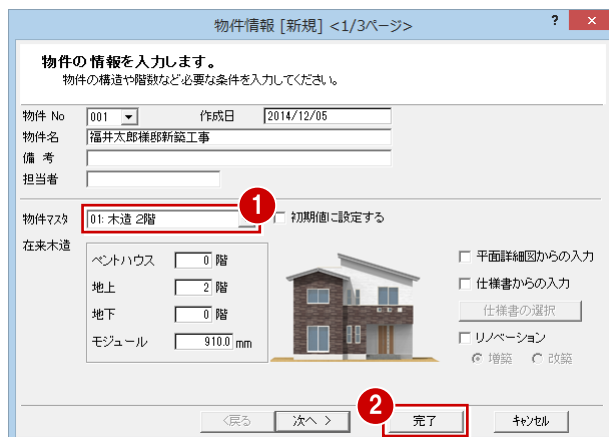 物件情報 [新規] <1/3ページ> ? ×
物件の情報を入力します。
物件の構造や階数など必要な条件を入力してください。
物件 No 001 作成日 2014/12/05
物件名 福井太郎様邸新築工事
備 考
担当者
1
物件マスタ 01: 木造 2階 初期値に設定する
在来木造
ペントハウス 0 階
地上 2 階
地下 0 階
モジュール 910.0 mm
平面詳細図からの入力
仕様書からの入力
仕様書の選択
リノベーション
増築 改築
2
<戻る 次へ > 完了 キャンセル